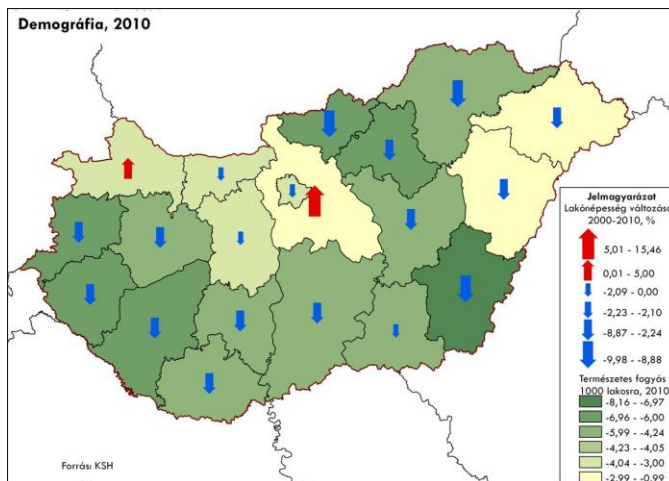 Demográfia, 2010
Jelmagyarázat
Lakónépesség változása
2000-2010, %
5,01 - 15,46
0,01 - 5,00
-2,09 - 0,00
-2,23 - -2,10
-8,87 - -2,24
-9,98 - -8,88
Természetes fogyás
1000 lakosra, 2010
-8,16 - -6,97
-6,96 - -6,00
-5,99 - -4,24
-4,23 - -4,05
-4,04 - -3,00
-2,99 - -0,99
Forrás: KSH